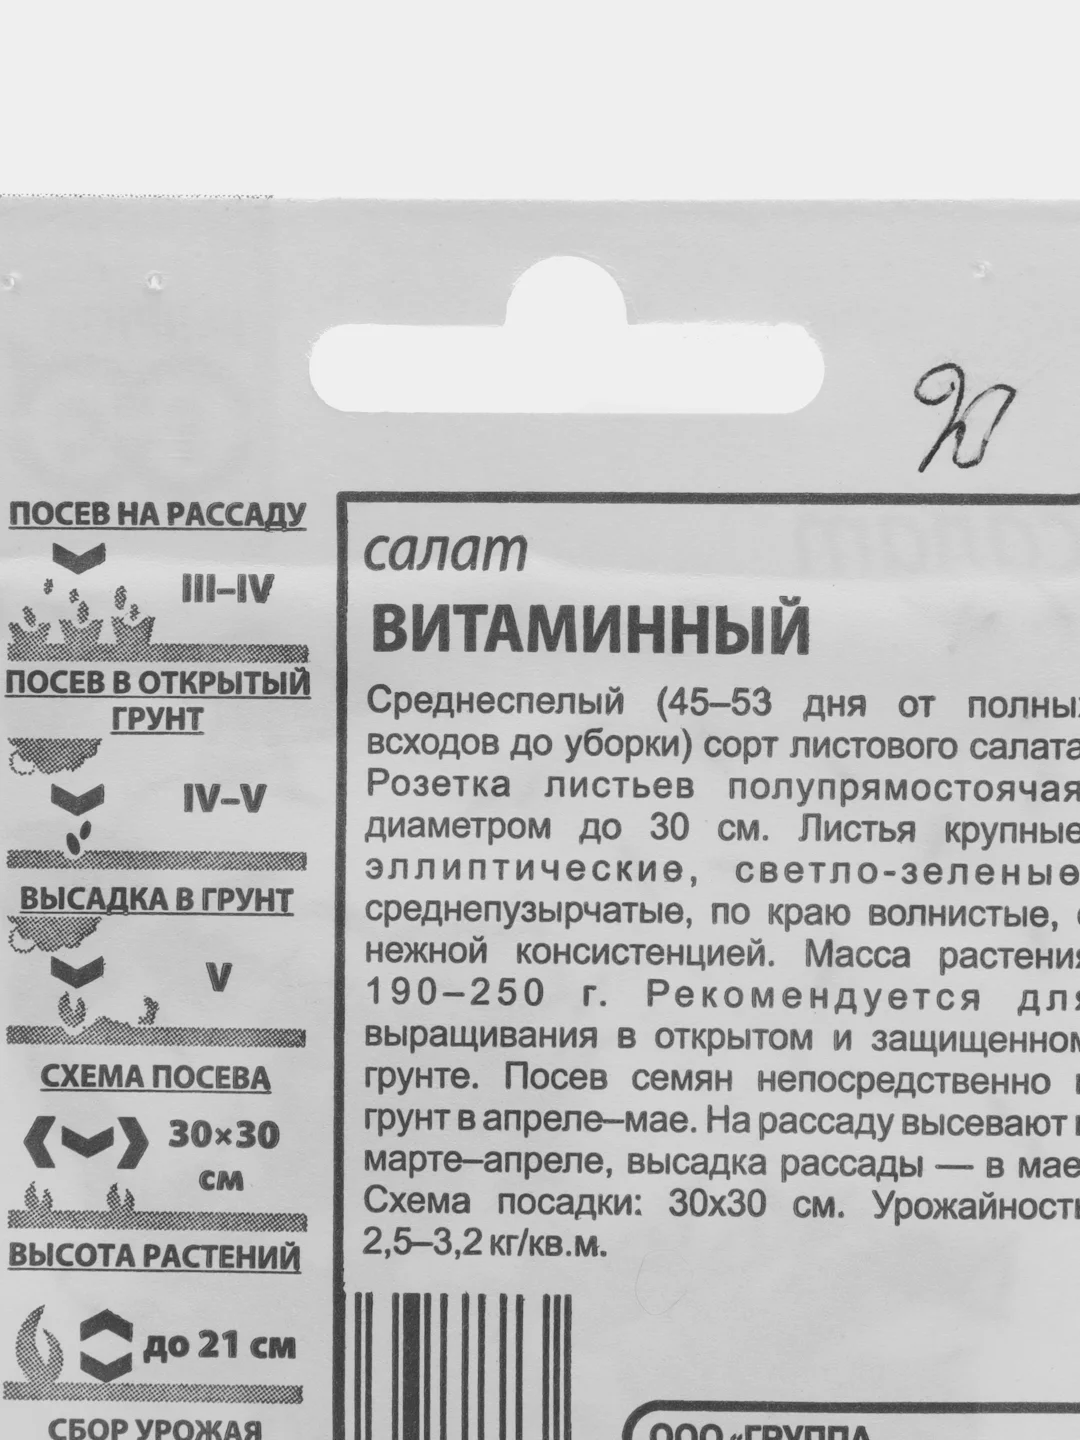 ПОСЕВ НА РАССАДУ
III–IV
ПОСЕВ В ОТКРЫТЫЙ
ГРУНТ
IV–V
ВЫСАДКА В ГРУНТ
V
СХЕМА ПОСЕВА
30×30
см
ВЫСОТА РАСТЕНИЙ
до 21 см
СБОР УРОЖАЯ
салат
ВИТАМИННЫЙ
Среднеспелый (45–53 дня от полных
всходов до уборки) сорт листового салата
Розетка листьев полупрямостоячая,
диаметром до 30 см. Листья крупные,
эллиптические, светло-зеленые,
среднепузырчатые, по краю волнистые,
нежной консистенцией. Масса растения
190–250 г. Рекомендуется для
выращивания в открытом и защищенном
грунте. Посев семян непосредственно
грунт в апреле–мае. На рассаду высевают
марте–апреле, высадка рассады — в мае
Схема посадки: 30х30 см. Урожайность
2,5–3,2 кг/кв.м.
ООО «ГРУППА